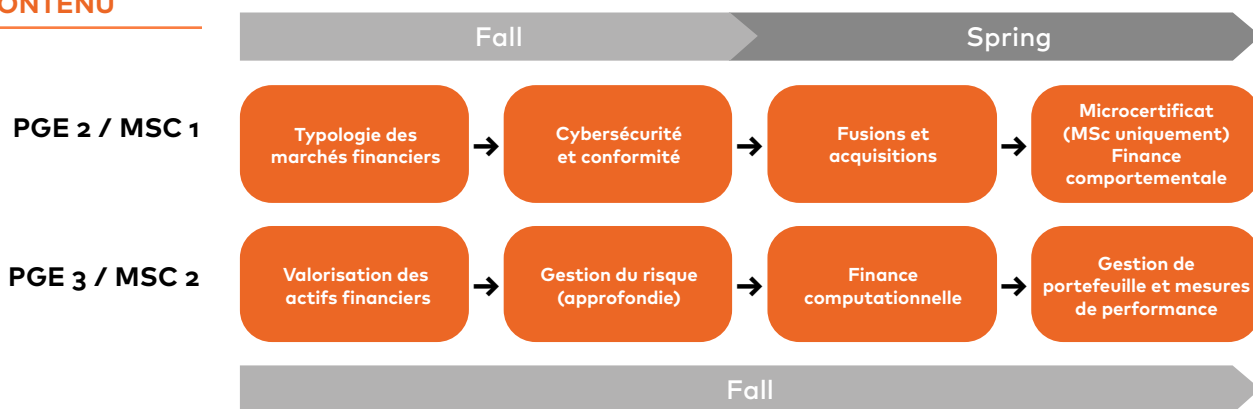 ONTENU
Fall
Spring
PGE 2 / MSC 1
Typologie des
marchés financiers
Cybersécurité
et conformité
Fusions et
acquisitions
Microcertificat
(MSc uniquement)
Finance
comportementale
PGE 3 / MSC 2
Valorisation des
actifs financiers
Gestion du risque
(approfondie)
Finance
computationnelle
Gestion de
portefeuille et mesures
de performance
Fall